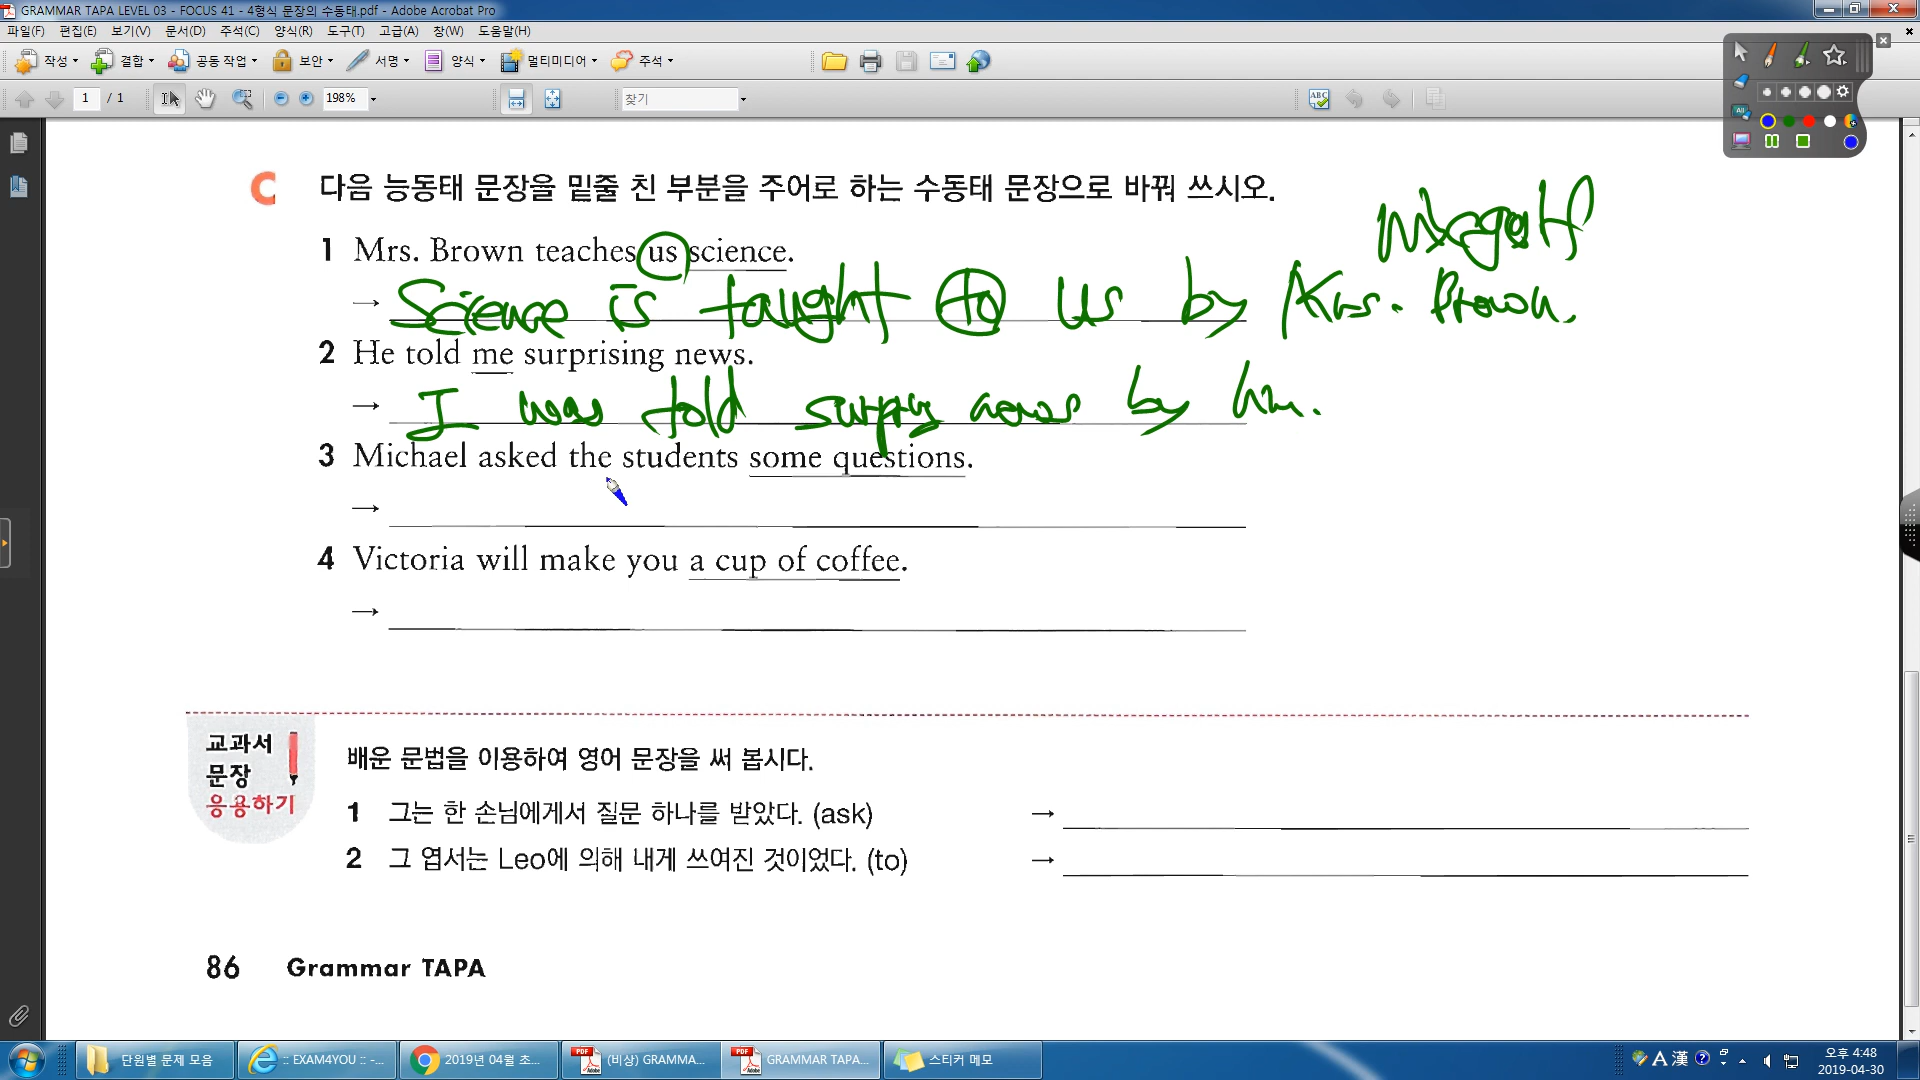 GRAMMAR TAPA LEVEL 03 - FOCUS 41 - 4형식 문장의 수동태.pdf - Adobe Acrobat Pro
파일(F) 편집(E) 보기(V) 문서(D) 주석(C) 양식(R) 도구(T) 고급(A) 창(W) 도움말(H)
작성 결합 공동 작업 보안 서명 양식 멀티미디어 주석
1 / 1 198% 찾기
C 다음 능동태 문장을 밑줄 친 부분을 주어로 하는 수동태 문장으로 바꿔 쓰시오.
1 Mrs. Brown teaches us science.
→ Science is taught to us by Mrs. Brown.
2 He told me surprising news.
→ I was told news by him.
3 Michael asked the students some questions.
→
4 Victoria will make you a cup of coffee.
→
교과서
문장
응용하기
배운 문법을 이용하여 영어 문장을 써 봅시다.
1 그는 한 손님에게서 질문 하나를 받았다. (ask) →
2 그 엽서는 Leo에 의해 내게 쓰여진 것이었다. (to) →
86 Grammar TAPA
단원별 문제 모음 :: EXAM4YOU :: -... 2019년 04월 초... (비상) GRAMMA... GRAMMAR TAPA... 스티커 메모
A 漢 오후 4:48
2019-04-30